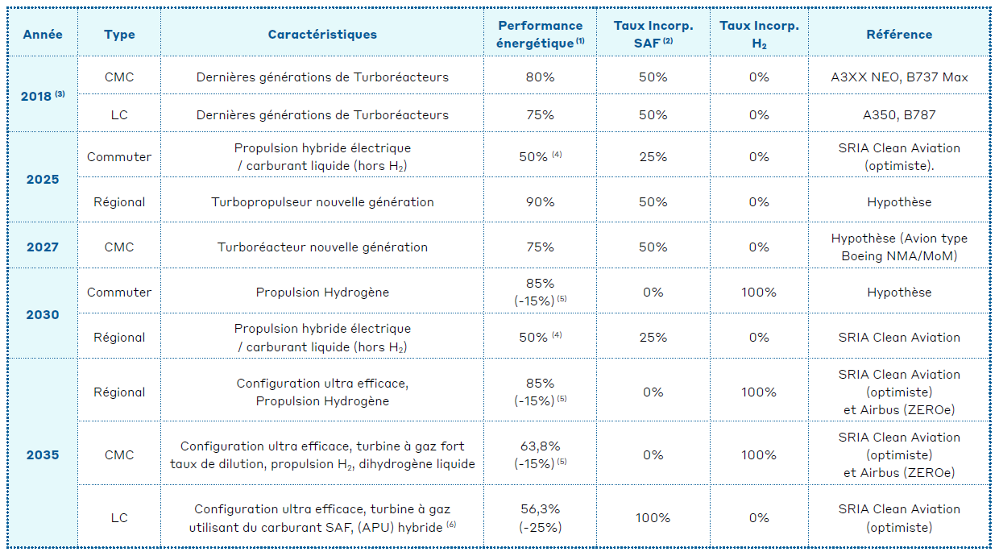 Année
Type
Caractéristiques
Performance
énergétique (1)
Taux Incorp.
SAF (2)
Taux Incorp.
H₂
Référence
2018 (3)
CMC
Dernières générations de Turboréacteurs
80%
50%
0%
A3XX NEO, B737 Max
LC
Dernières générations de Turboréacteurs
75%
50%
0%
A350, B787
2025
Commuter
Propulsion hybride électrique
/ carburant liquide (hors H₂)
50% (4)
25%
0%
SRIA Clean Aviation
(optimiste).
Régional
Turbopropulseur nouvelle génération
90%
50%
0%
Hypothèse
2027
CMC
Turboréacteur nouvelle génération
75%
50%
0%
Hypothèse (Avion type
Boeing NMA/MoM)
2030
Commuter
Propulsion Hydrogène
85%
(-15%) (5)
0%
100%
Hypothèse
Régional
Propulsion hybride électrique
/ carburant liquide (hors H₂)
50% (4)
25%
0%
SRIA Clean Aviation
2035
Régional
Configuration ultra efficace,
Propulsion Hydrogène
85%
(-15%) (5)
0%
100%
SRIA Clean Aviation
(optimiste)
et Airbus (ZEROe)
CMC
Configuration ultra efficace, turbine à gaz fort
taux de dilution, propulsion H₂, dihydrogène liquide
63,8%
(-15%) (5)
0%
100%
SRIA Clean Aviation
(optimiste)
et Airbus (ZEROe)
LC
Configuration ultra efficace, turbine à gaz
utilisant du carburant SAF, (APU) hybride (6)
56,3%
(-25%)
100%
0%
SRIA Clean Aviation
(optimiste)